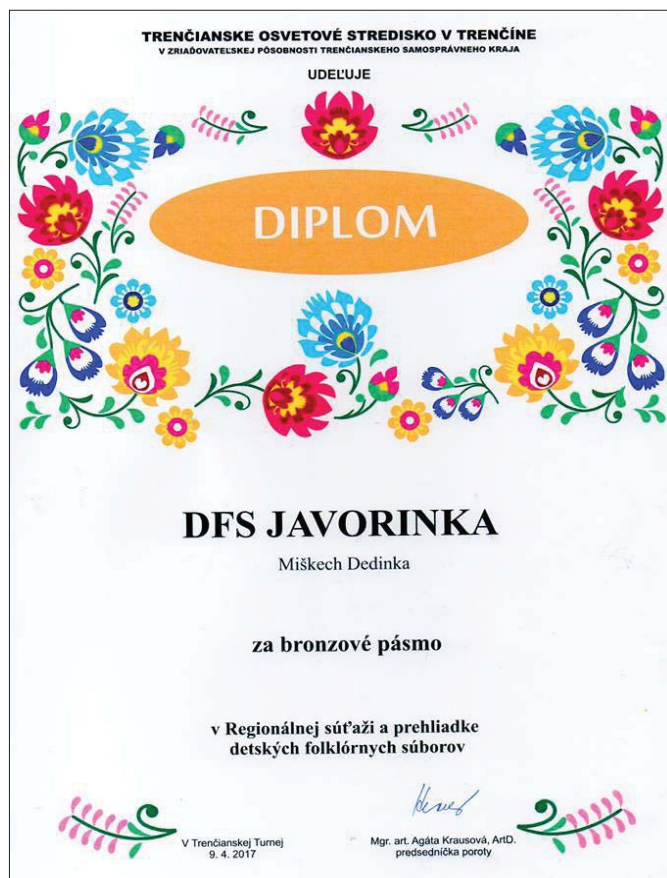 TRENČIANSKE OSVETOVÉ STREDISKO V TRENČÍNE
V ZRIAĎOVATEĽSKEJ PÔSOBNOSTI TRENČIANSKEHO SAMOSPRÁVNEHO KRAJA
UDEĽUJE
DIPLOM
DFS JAVORINKA
Miškech Dedinka
za bronzové pásmo
v Regionálnej súťaži a prehliadke
detských folklórnych súborov
V Trenčianskej Turnej
9. 4. 2017
Mgr. art. Agáta Krausová, ArtD.
predsedníčka poroty